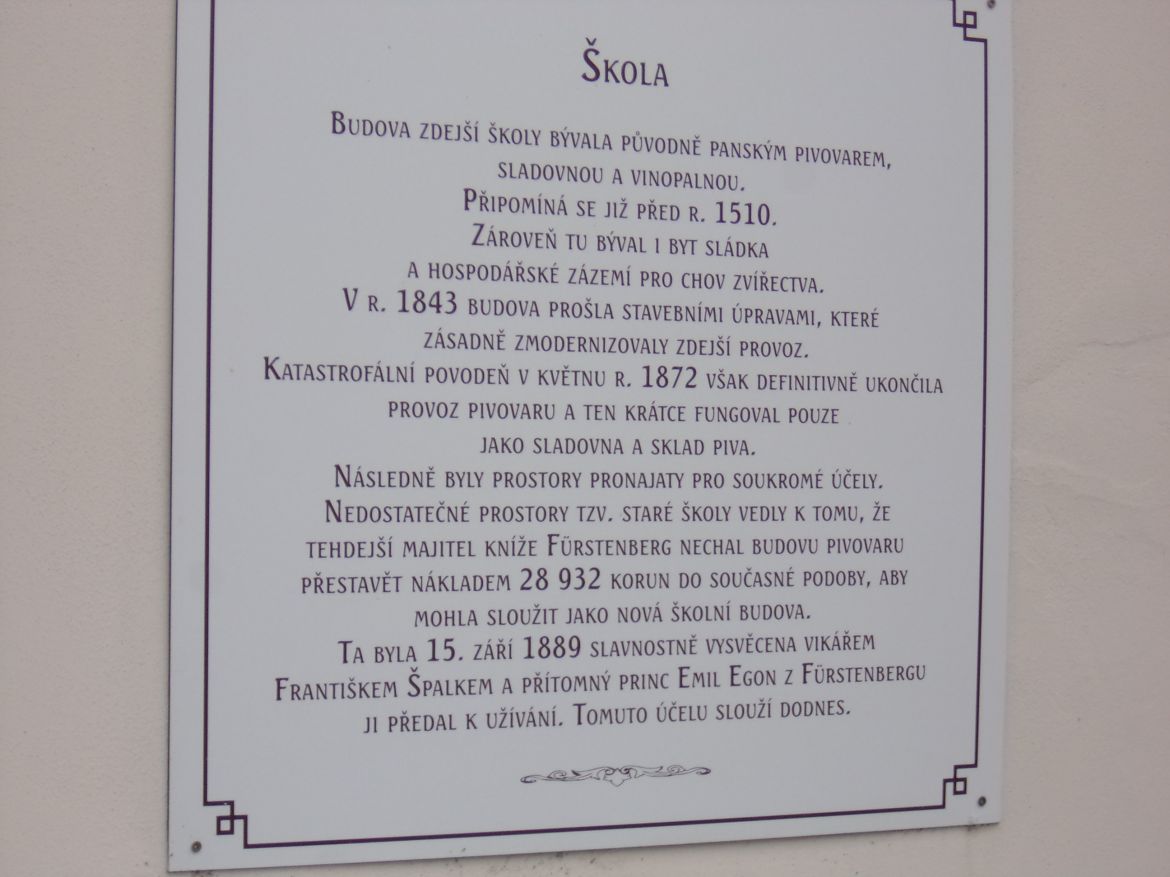 Škola
Budova zdejší školy bývala původně panským pivovarem,
sladovnou a vinopalnou.
Připomíná se již před r. 1510.
Zároveň tu býval i byt sládka
a hospodářské zázemí pro chov zvířectva.
V r. 1843 budova prošla stavebními úpravami, které
zásadně zmodernizovaly zdejší provoz.
Katastrofální povodeň v květnu r. 1872 však definitivně ukončila
provoz pivovaru a ten krátce fungoval pouze
jako sladovna a sklad piva.
Následně byly prostory pronajaty pro soukromé účely.
Nedostatečné prostory tzv. staré školy vedly k tomu, že
tehdejší majitel kníže Fürstenberg nechal budovu pivovaru
přestavět nákladem 28 932 korun do současné podoby, aby
mohla sloužit jako nová školní budova.
Ta byla 15. září 1889 slavnostně vysvěcena vikářem
Františkem Špalkem a přítomný princ Emil Egon z Fürstenbergu
ji předal k užívání. Tomuto účelu slouží dodnes.